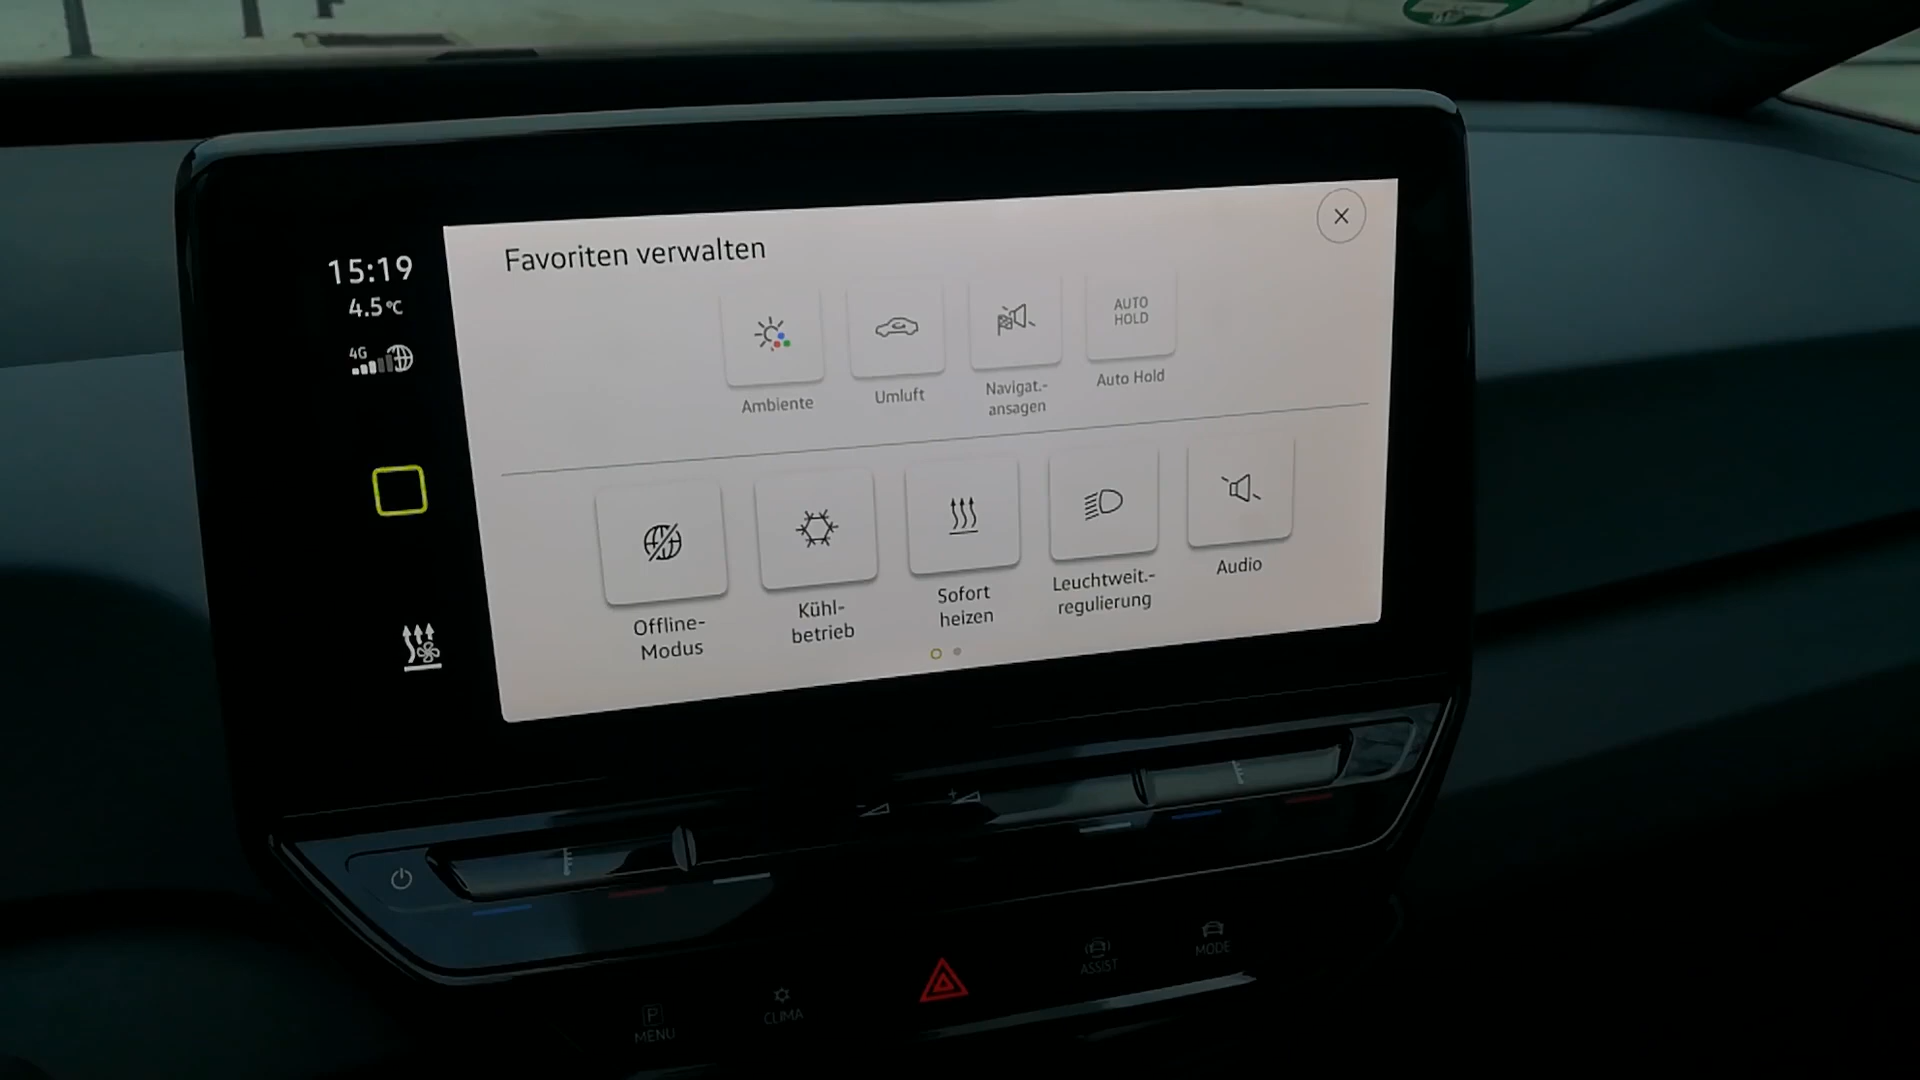 15:19
4.5°C
4G
Favoriten verwalten
AUTO
HOLD
Ambiente
Umluft
Navigat.-
ansagen
Auto Hold
Offline-
Modus
Kühl-
betrieb
Sofort
heizen
Leuchtweit.-
regulierung
Audio
P
MENU
CLIMA
ASSIST
MODE